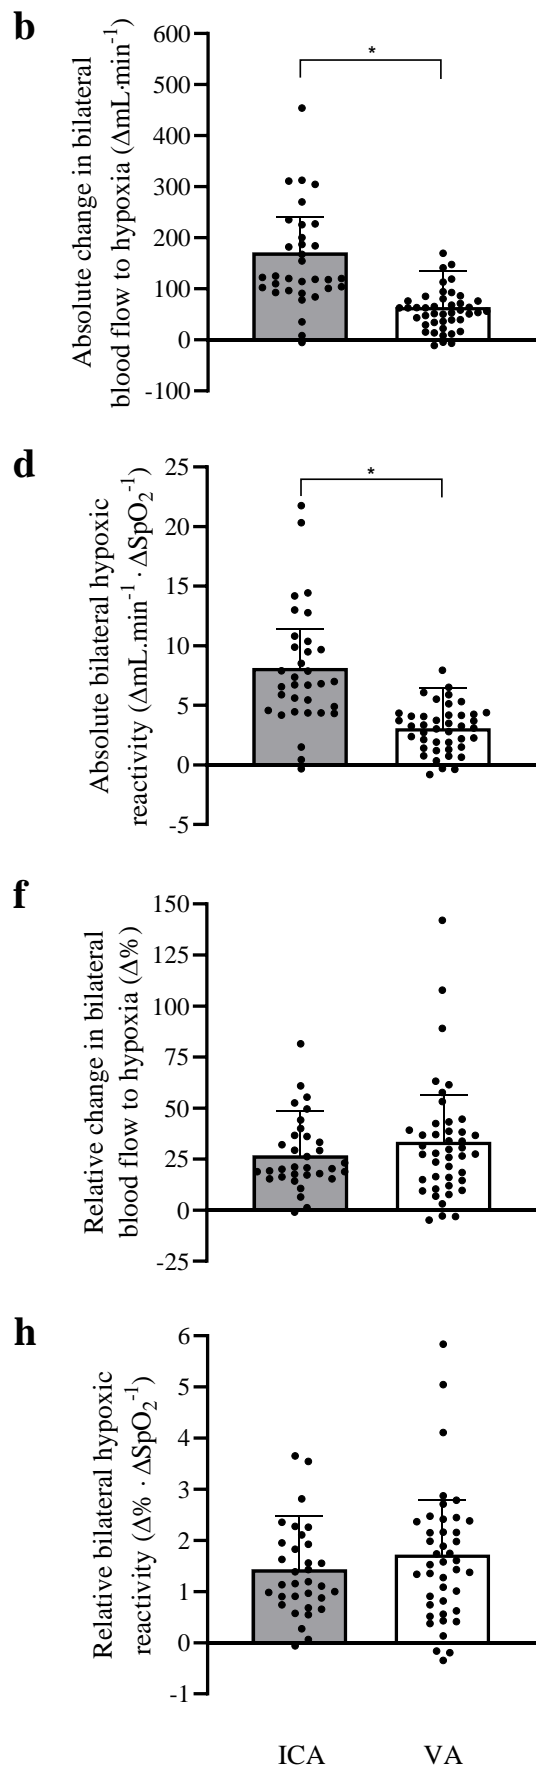 b
Absolute change in bilateral
blood flow to hypoxia (ΔmL·min⁻¹)
600
500
400
300
200
100
0
-100
*
d
Absolute bilateral hypoxic
reactivity (ΔmL.min⁻¹ · ΔSpO₂⁻¹)
25
20
15
10
5
0
-5
*
f
Relative change in bilateral
blood flow to hypoxia (Δ%)
150
125
100
75
50
25
0
-25
h
Relative bilateral hypoxic
reactivity (Δ% · ΔSpO₂⁻¹)
6
5
4
3
2
1
0
-1
ICA VA